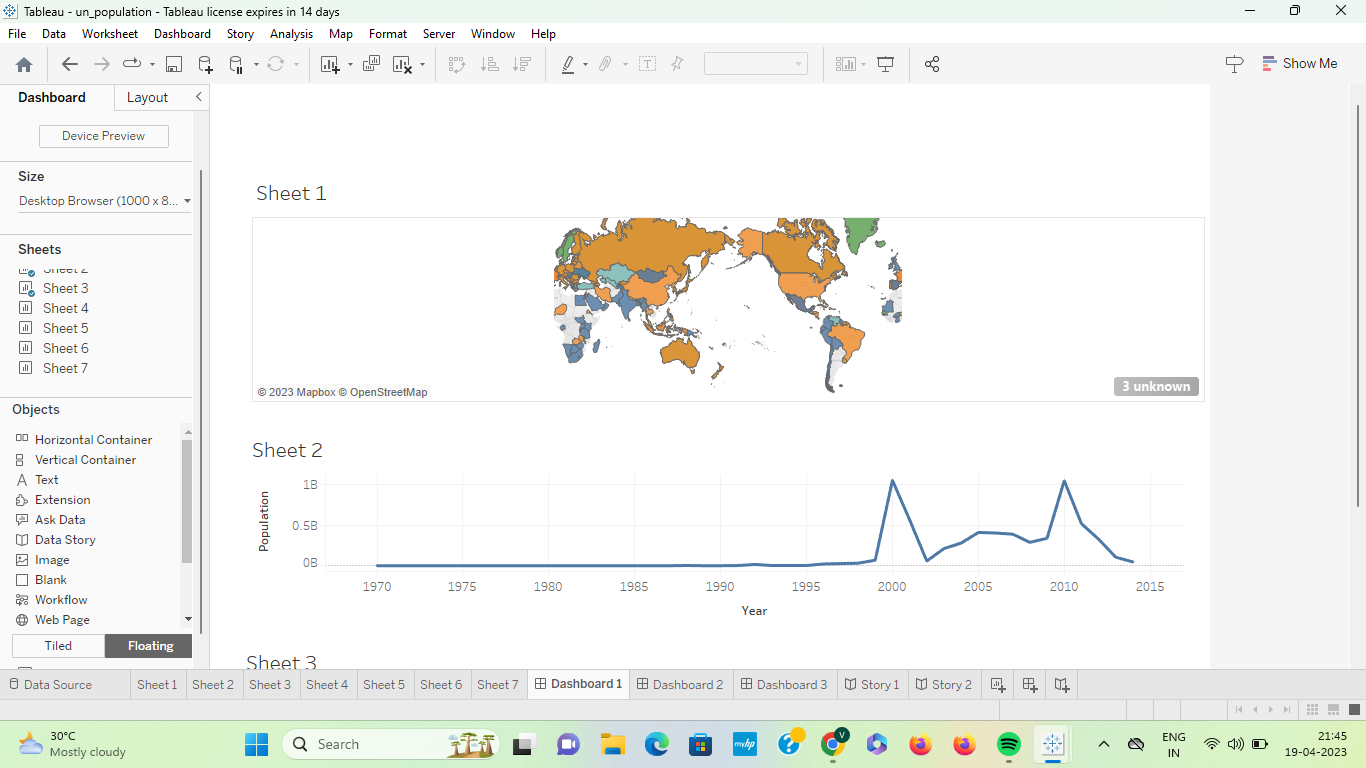 Tableau - un_population - Tableau license expires in 14 days
File Data Worksheet Dashboard Story Analysis Map Format Server Window Help
Show Me
Dashboard Layout
Device Preview
Size
Desktop Browser (1000 x 8...
Sheets
Sheet 2
Sheet 3
Sheet 4
Sheet 5
Sheet 6
Sheet 7
Objects
Horizontal Container
Vertical Container
Text
Extension
Ask Data
Data Story
Image
Blank
Workflow
Web Page
Tiled Floating
Sheet 1
© 2023 Mapbox © OpenStreetMap
3 unknown
Sheet 2
Population
1B
0.5B
0B
1970 1975 1980 1985 1990 1995 2000 2005 2010 2015
Year
Sheet 3
Data Source Sheet 1 Sheet 2 Sheet 3 Sheet 4 Sheet 5 Sheet 6 Sheet 7 Dashboard 1 Dashboard 2 Dashboard 3 Story 1 Story 2
30°C
Mostly cloudy
Search
myhp
V
ENG
IN
21:45
19-04-2023